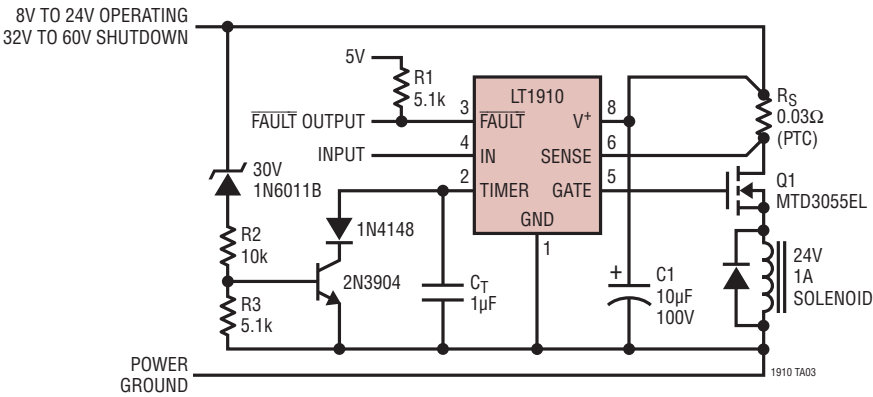 8V TO 24V OPERATING
32V TO 60V SHUTDOWN
5V
R1
5.1k
LT1910
FAULT OUTPUT
3
FAULT
V+
8
INPUT
4
IN
SENSE
6
2
TIMER
GATE
5
GND
1
RS
0.03Ω
(PTC)
Q1
MTD3055EL
30V
1N6011B
1N4148
R2
10k
2N3904
R3
5.1k
CT
1µF
+
C1
10µF
100V
24V
1A
SOLENOID
POWER
GROUND
1910 TA03